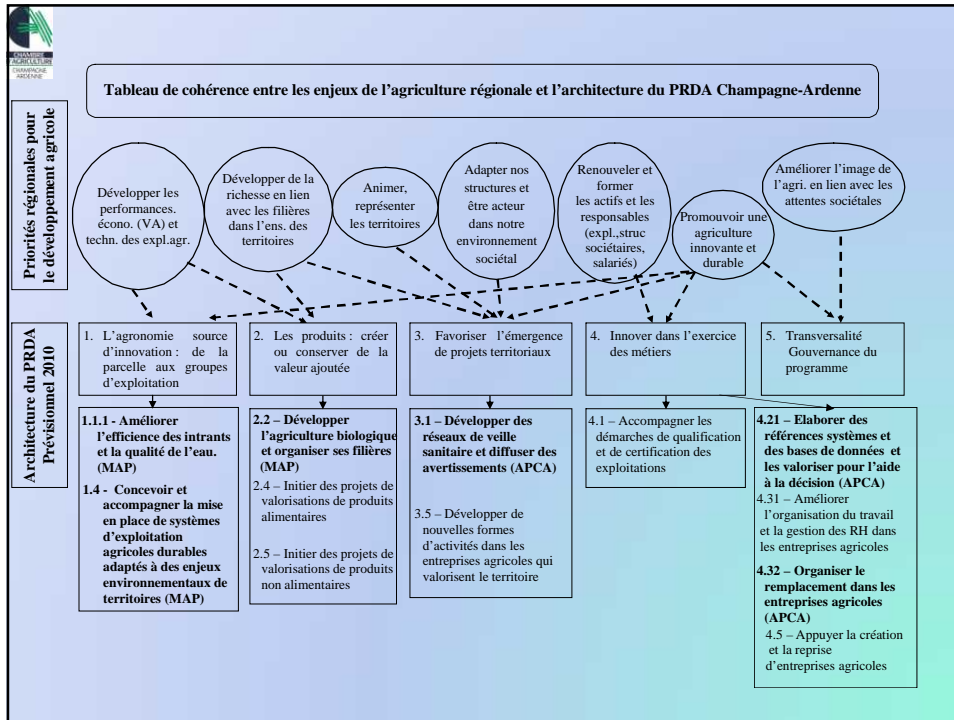 CHAMBRE
D'AGRICULTURE
CHAMPAGNE
ARDENNE
Tableau de cohérence entre les enjeux de l'agriculture régionale et l'architecture du PRDA Champagne-Ardenne
Priorités régionales pour
le développement agricole
Développer les
performances.
écono. (VA) et
techn. des expl.agr.
Développer de la
richesse en lien
avec les filières
dans l'ens. des
territoires
Animer,
représenter
les territoires
Adapter nos
structures et
être acteur
dans notre
environnement
sociétal
Renouveler et
former
les actifs et les
responsables
(expl.,struc
sociétaires,
salariés)
Promouvoir une
agriculture
innovante et
durable
Améliorer l'image de
l'agri. en lien avec les
attentes sociétales
Architecture du PRDA
Prévisionnel 2010
1. L'agronomie source
d'innovation : de la
parcelle aux groupes
d'exploitation
2. Les produits : créer
ou conserver de la
valeur ajoutée
3. Favoriser l'émergence
de projets territoriaux
4. Innover dans l'exercice
des métiers
5. Transversalité
Gouvernance du
programme
1.1.1 - Améliorer
l'efficience des intrants
et la qualité de l'eau.
(MAP)
1.4 - Concevoir et
accompagner la mise
en place de systèmes
d'exploitation
agricoles durables
adaptés à des enjeux
environnementaux de
territoires (MAP)
2.2 – Développer
l'agriculture biologique
et organiser ses filières
(MAP)
2.4 – Initier des projets de
valorisations de produits
alimentaires
2.5 – Initier des projets de
valorisations de produits
non alimentaires
3.1 – Développer des
réseaux de veille
sanitaire et diffuser des
avertissements (APCA)
3.5 – Développer de
nouvelles formes
d'activités dans les
entreprises agricoles qui
valorisent le territoire
4.1 – Accompagner les
démarches de qualification
et de certification des
exploitations
4.21 – Elaborer des
références systèmes et
des bases de données et
les valoriser pour l'aide
à la décision (APCA)
4.31 – Améliorer
l'organisation du travail
et la gestion des RH dans
les entreprises agricoles
4.32 – Organiser le
remplacement dans les
entreprises agricoles
(APCA)
4.5 – Appuyer la création
et la reprise
d'entreprises agricoles